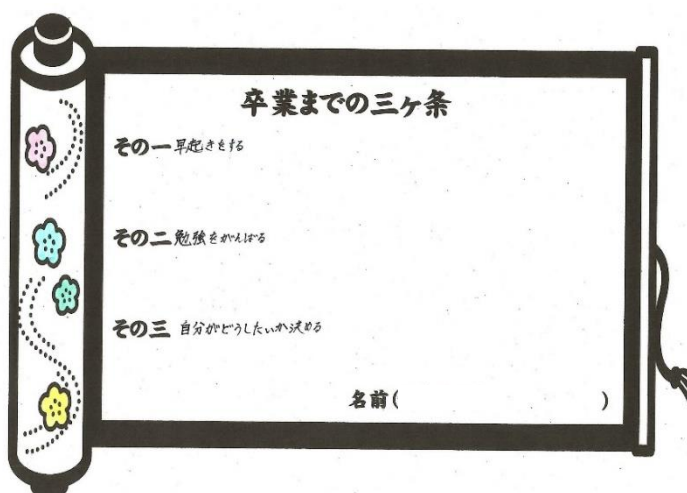 卒業までの三ヶ条
その一 早起きをする
その二 勉強をがんばる
その三 自分がどうしたいか決める
名前( )